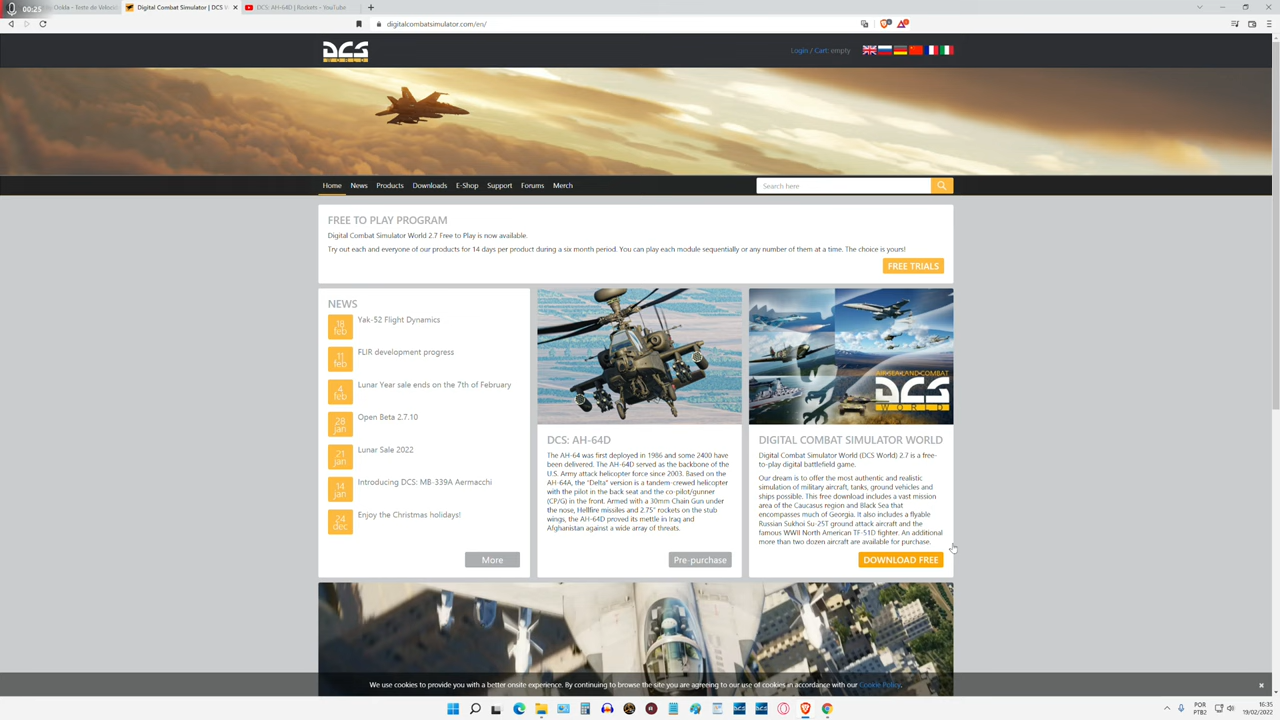 00:25
Ookla - Teste de Velocid
Digital Combat Simulator | DCS W
DCS: AH-64D | Rockets - YouTube
digitalcombatsimulator.com/en/
DCS
WORLD
Login / Cart: empty
Home
News
Products
Downloads
E-Shop
Support
Forums
Merch
Search here
FREE TO PLAY PROGRAM
Digital Combat Simulator World 2.7 Free to Play is now available.
Try out each and everyone of our products for 14 days per product during a six month period. You can play each module sequentially or any number of them at a time. The choice is yours!
FREE TRIALS
NEWS
18 feb
Yak-52 Flight Dynamics
11 feb
FLIR development progress
4 feb
Lunar Year sale ends on the 7th of February
28 Jan
Open Beta 2.7.10
21 Jan
Lunar Sale 2022
14 Jan
Introducing DCS: MB-339A Aermacchi
24 dec
Enjoy the Christmas holidays!
More
DCS: AH-64D
The AH-64 was first deployed in 1986 and some 2400 have
been delivered. The AH-64D served as the backbone of the
U.S. Army attack helicopter force since 2003. Based on the
AH-64A, the "Delta" version is a tandem-crewed helicopter
with the pilot in the back seat and the co-pilot/gunner
(CP/G) in the front. Armed with a 30mm Chain Gun under
the nose, Hellfire missiles and 2.75" rockets on the stub
wings, the AH-64D proved its mettle in Iraq and
Afghanistan against a wide array of threats.
Pre-purchase
AIR SEA LAND COMBAT
DCS
WORLD
DIGITAL COMBAT SIMULATOR WORLD
Digital Combat Simulator World (DCS World) 2.7 is a free-
to-play digital battlefield game.
Our dream is to offer the most authentic and realistic
simulation of military aircraft, tanks, ground vehicles and
ships possible. This free download includes a vast mission
area of the Caucasus region and Black Sea that
encompasses much of Georgia. It also includes a flyable
Russian Sukhoi Su-25T ground attack aircraft and the
famous WWII North American TF-51D fighter. An additional
more than two dozen aircraft are available for purchase.
DOWNLOAD FREE
We use cookies to provide you with a better onsite experience. By continuing to browse the site you are agreeing to our use of cookies in accordance with our Cookie Policy.
POR
PTB2
16:35
19/02/2022